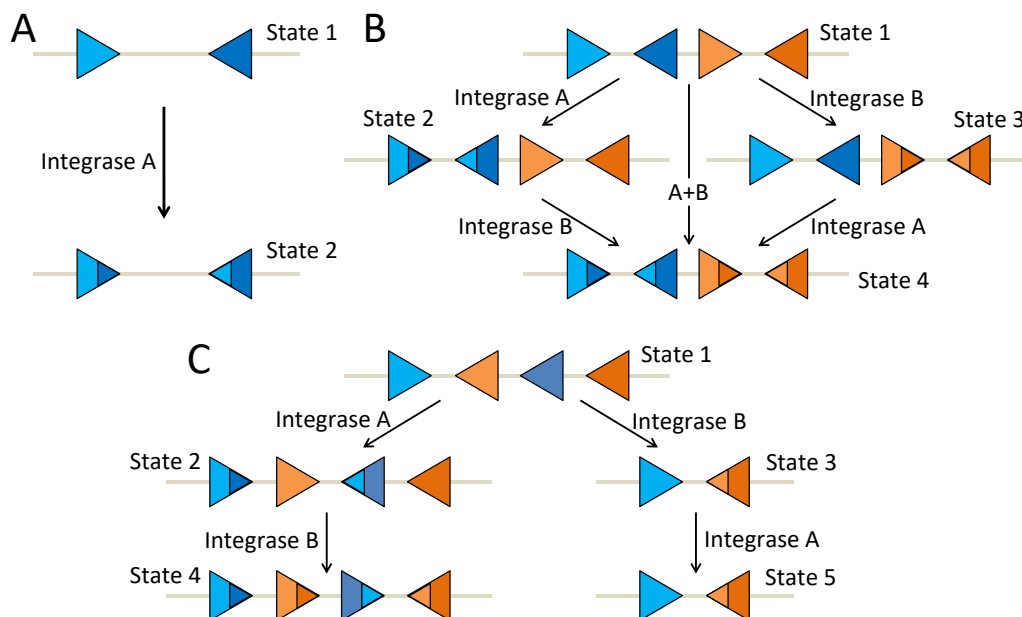 A
State 1
Integrase A
State 2
B
State 1
Integrase A
Integrase B
State 2
State 3
A+B
Integrase B
Integrase A
State 4
C
State 1
Integrase A
Integrase B
State 2
State 3
Integrase B
Integrase A
State 4
State 5